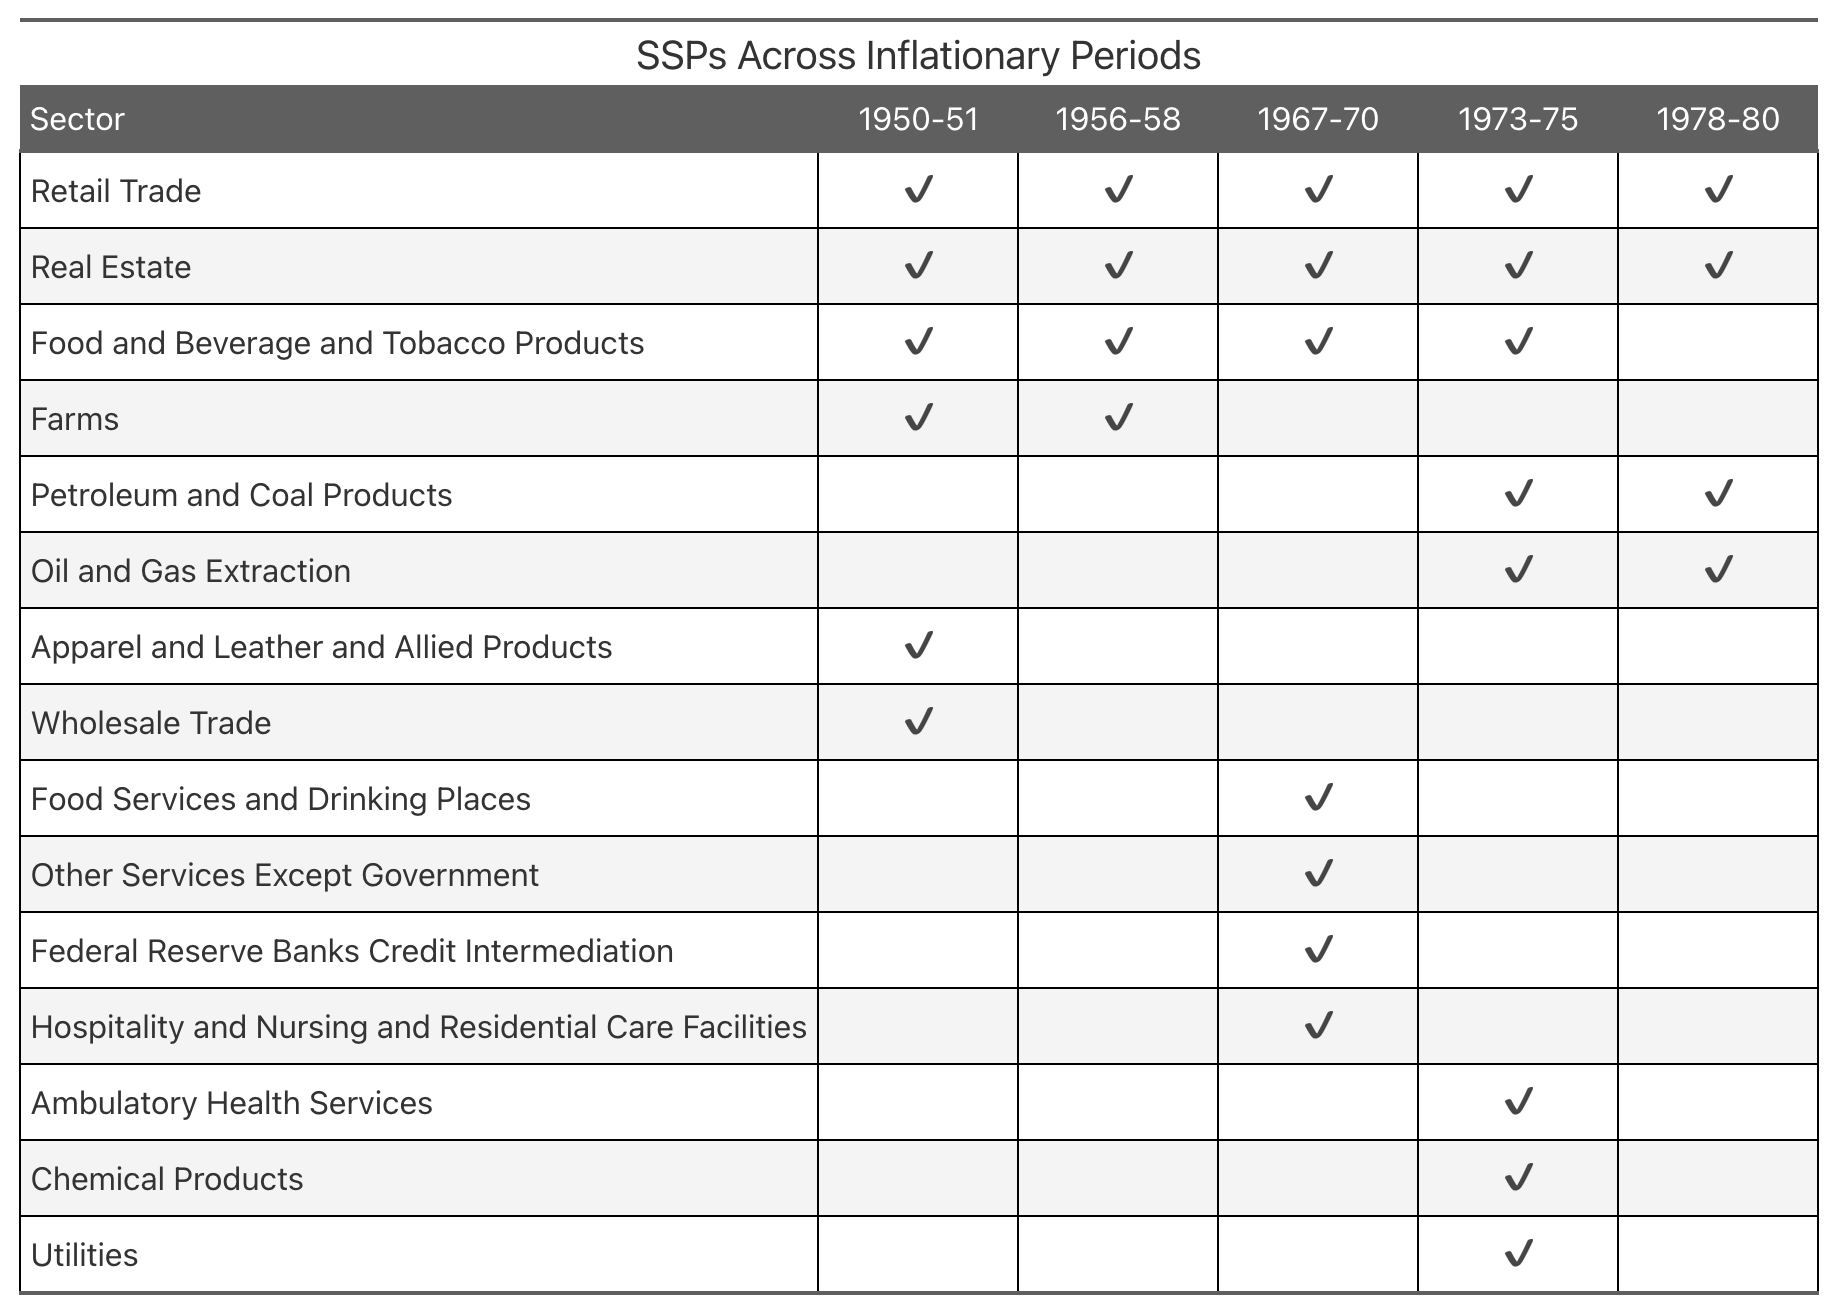 SSPs Across Inflationary Periods
Sector 1950-51 1956-58 1967-70 1973-75 1978-80
Retail Trade ✔ ✔ ✔ ✔ ✔
Real Estate ✔ ✔ ✔ ✔ ✔
Food and Beverage and Tobacco Products ✔ ✔ ✔ ✔
Farms ✔ ✔
Petroleum and Coal Products ✔ ✔
Oil and Gas Extraction ✔ ✔
Apparel and Leather and Allied Products ✔
Wholesale Trade ✔
Food Services and Drinking Places ✔
Other Services Except Government ✔
Federal Reserve Banks Credit Intermediation ✔
Hospitality and Nursing and Residential Care Facilities ✔
Ambulatory Health Services ✔
Chemical Products ✔
Utilities ✔